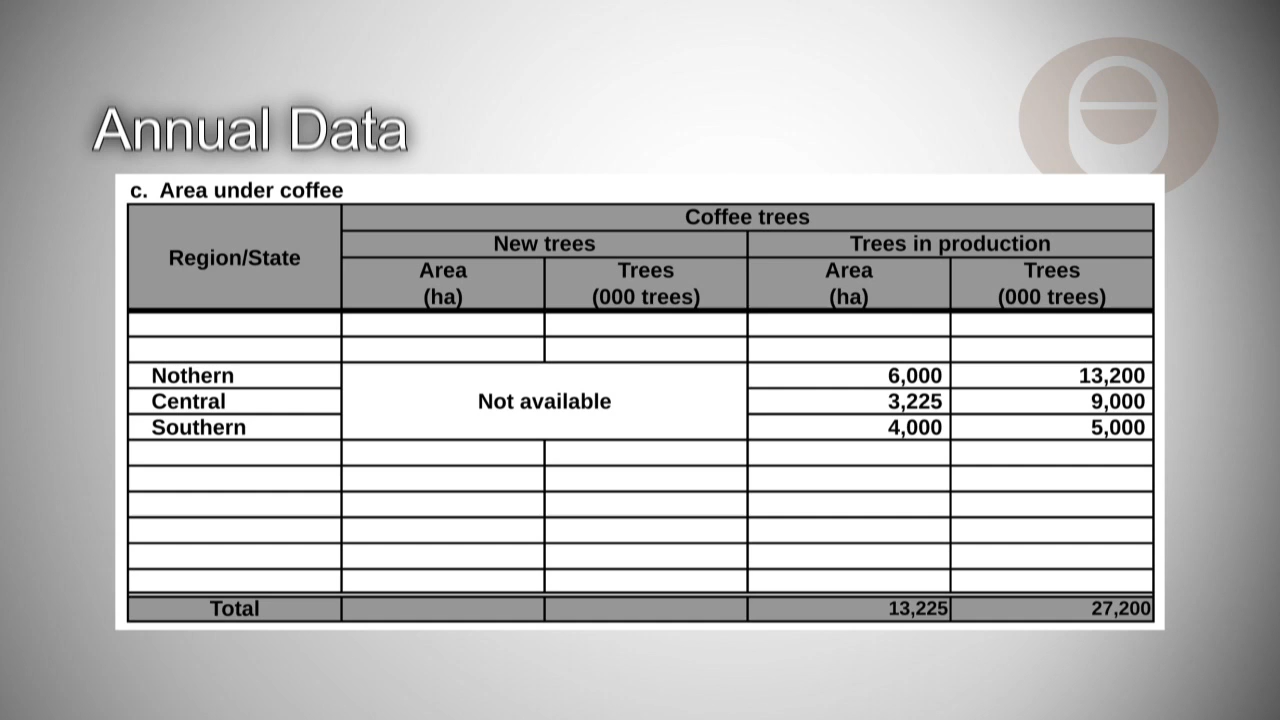 Annual Data
c. Area under coffee
Region/State
Coffee trees
New trees
Trees in production
Area
(ha)
Trees
(000 trees)
Area
(ha)
Trees
(000 trees)
Nothern 6,000 13,200
Central Not available 3,225 9,000
Southern 4,000 5,000
Total 13,225 27,200